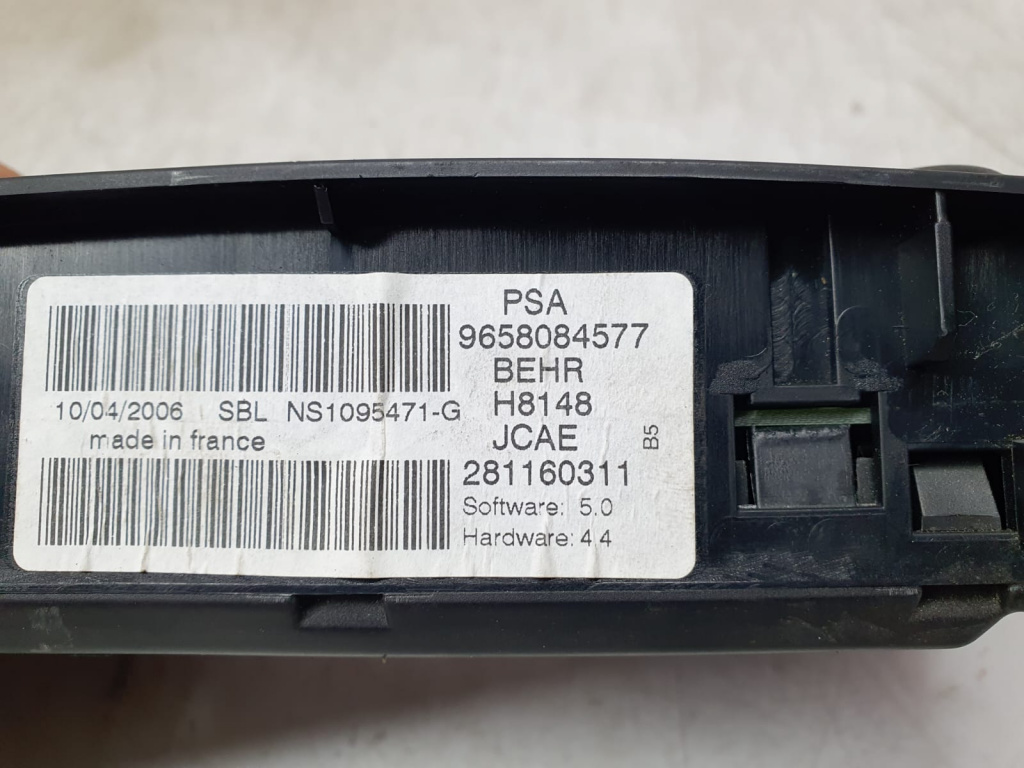 PSA
9658084577
BEHR
10/04/2006 SBL NS1095471-G
H8148
made in france
JCAE
B5
281160311
Software: 5.0
Hardware: 4.4